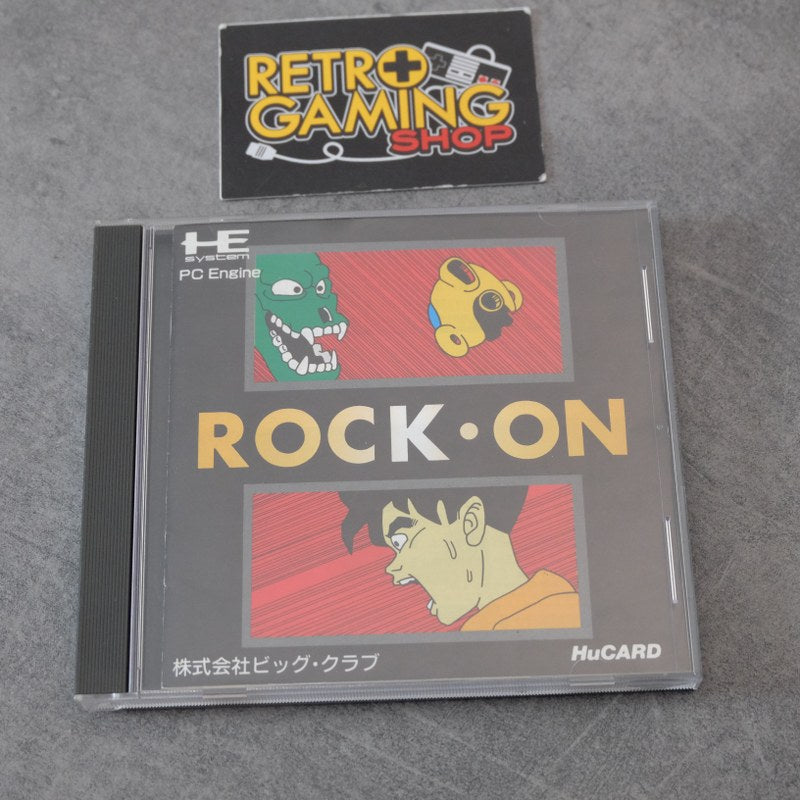 RETRO
GAMING
SHOP
HE
system
PC Engine
ROCK・ON
株式会社ビッグ・クラブ
HuCARD